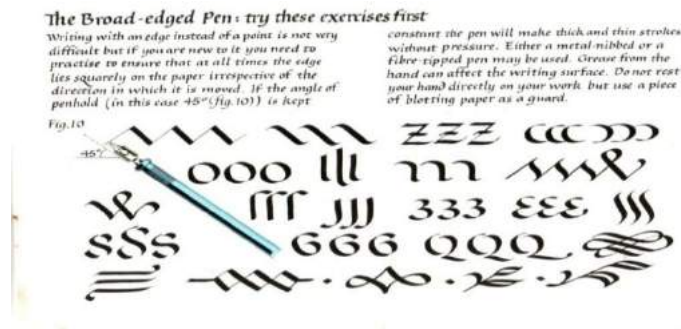 The Broad-edged Pen: try these exercises first
Writing with an edge instead of a point is not very
difficult but if you are new to it you need to
practise to ensure that at all times the edge
lies squarely on the paper irrespective of the
direction in which it is moved. If the angle of
penhold (in this case 45° (fig.10)) is kept
constant the pen will make thick and thin strokes
without pressure. Either a metal-nibbed or a
fibre-tipped pen may be used. Grease from the
hand can affect the writing surface. Do not rest
your hand directly on your work but use a piece
of blotting paper as a guard.
Fig.10
45°
ZZZ
ooo
m
333
SSS
666 QQQ